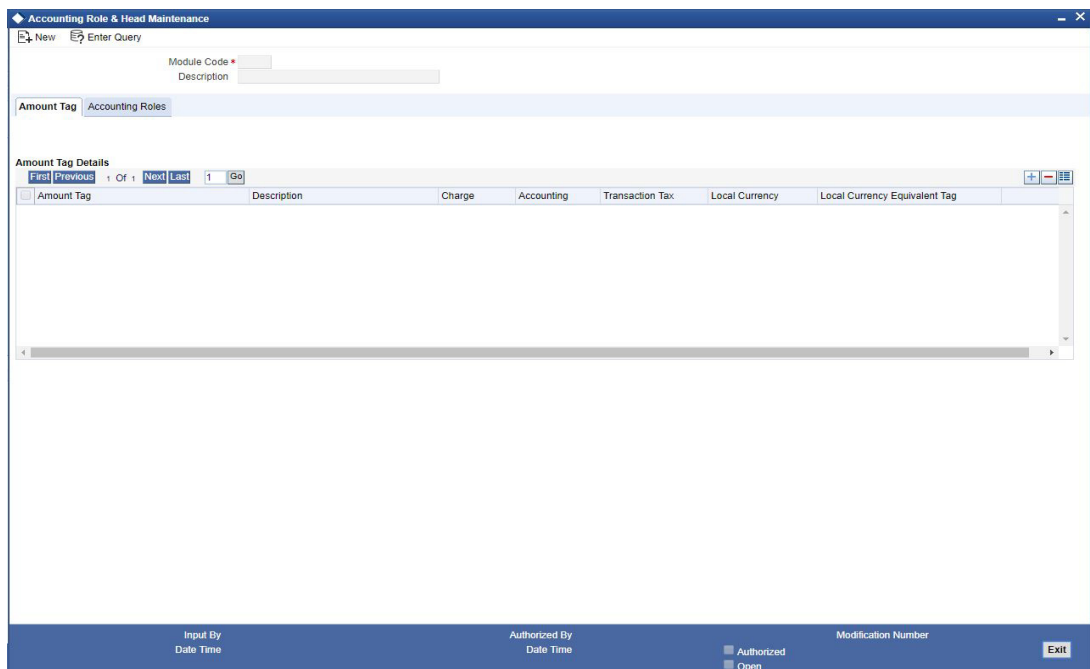 Accounting Role & Head Maintenance
New Enter Query
Module Code *
Description
Amount Tag Accounting Roles
Amount Tag Details
First Previous 1 Of 1 Next Last 1 Go
Amount Tag Description Charge Accounting Transaction Tax Local Currency Local Currency Equivalent Tag
Input By Authorized By Modification Number
Date Time Date Time Authorized Exit
Open